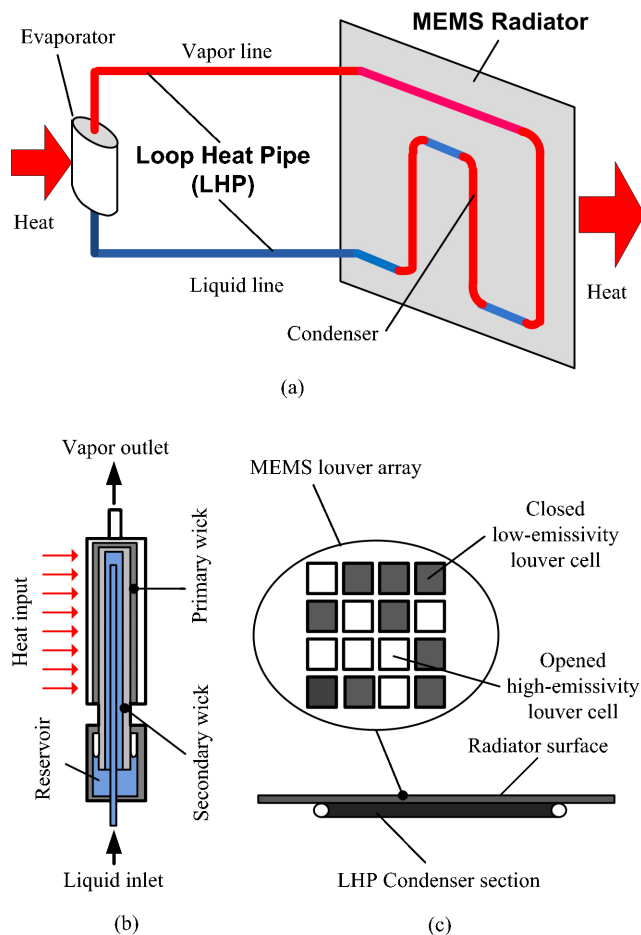 MEMS Radiator
Evaporator
Vapor line
Loop Heat Pipe
(LHP)
Heat
Liquid line
Condenser
Heat
(a)
Vapor outlet
Heat input
Primary wick
Secondary wick
Reservoir
Liquid inlet
(b)
MEMS louver array
Closed
low-emissivity
louver cell
Opened
high-emissivity
louver cell
Radiator surface
LHP Condenser section
(c)